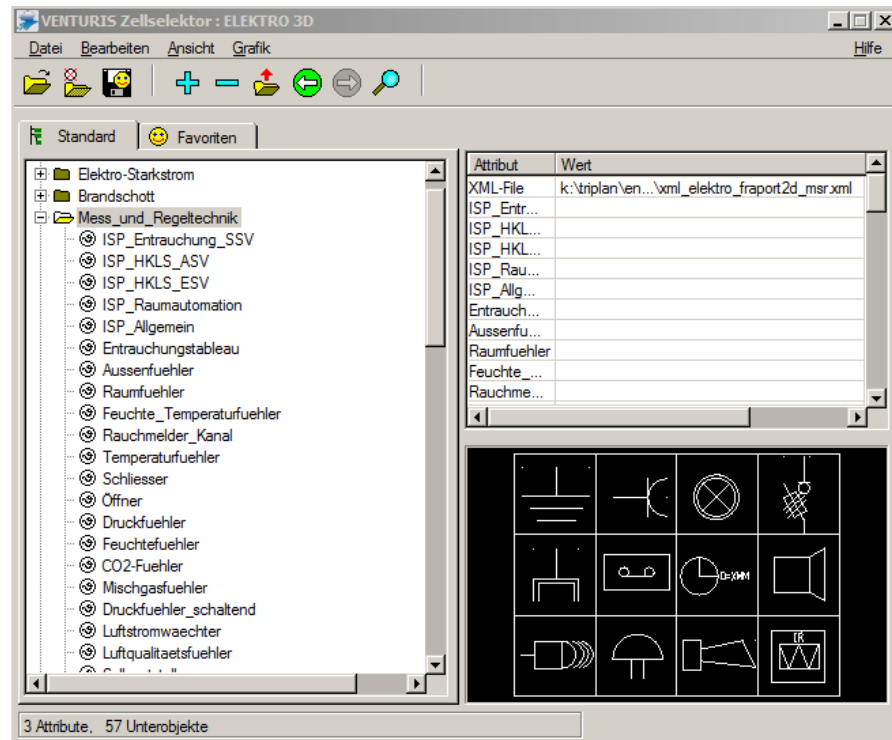 VENTURIS Zellselektor : ELEKTRO 3D
Datei Bearbeiten Ansicht Grafik Hilfe
Standard Favoriten
Elektro-Starkstrom
Brandschott
Mess_und_Regeltechnik
ISP_Entrauchung_SSV
ISP_HKLS_ASV
ISP_HKLS_ESV
ISP_Raumautomation
ISP_Allgemein
Entrauchungstableau
Aussenfuehler
Raumfuehler
Feuchte_Temperaturfuehler
Rauchmelder_Kanal
Temperaturfuehler
Schliesser
Öffner
Druckfuehler
Feuchtefuehler
CO2-Fuehler
Mischgasfuehler
Druckfuehler_schaltend
Luftstromwaechter
Luftqualitaetsfuehler
Attribut Wert
XML-File k:\triplan\en...\xml_elektro_fraport2d_msr.xml
ISP_Entr...
ISP_HKL...
ISP_HKL...
ISP_Rau...
ISP_Allg...
Entrauch...
Aussenfu...
Raumfuehler
Feuchte_...
Rauchme...
IR
3 Attribute, 57 Unterobjekte